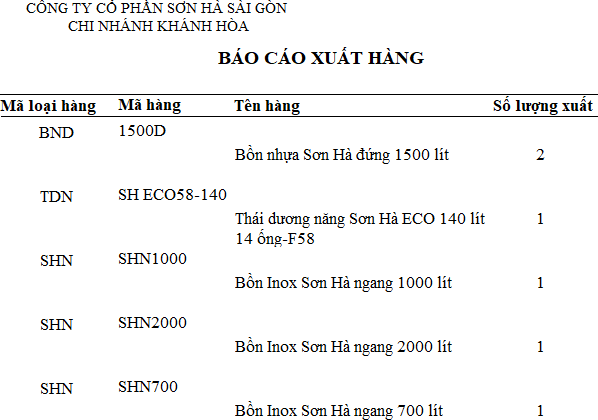 CÔNG TY CỔ PHẦN SƠN HÀ SÀI GÒN
CHI NHÁNH KHÁNH HÒA
BÁO CÁO XUẤT HÀNG
Mã loại hàng Mã hàng Tên hàng Số lượng xuất
BND 1500D
Bồn nhựa Sơn Hà đứng 1500 lít 2
TDN SH ECO58-140
Thái dương năng Sơn Hà ECO 140 lít 1
14 ống-F58
SHN SHN1000
Bồn Inox Sơn Hà ngang 1000 lít 1
SHN SHN2000
Bồn Inox Sơn Hà ngang 2000 lít 1
SHN SHN700
Bồn Inox Sơn Hà ngang 700 lít 1